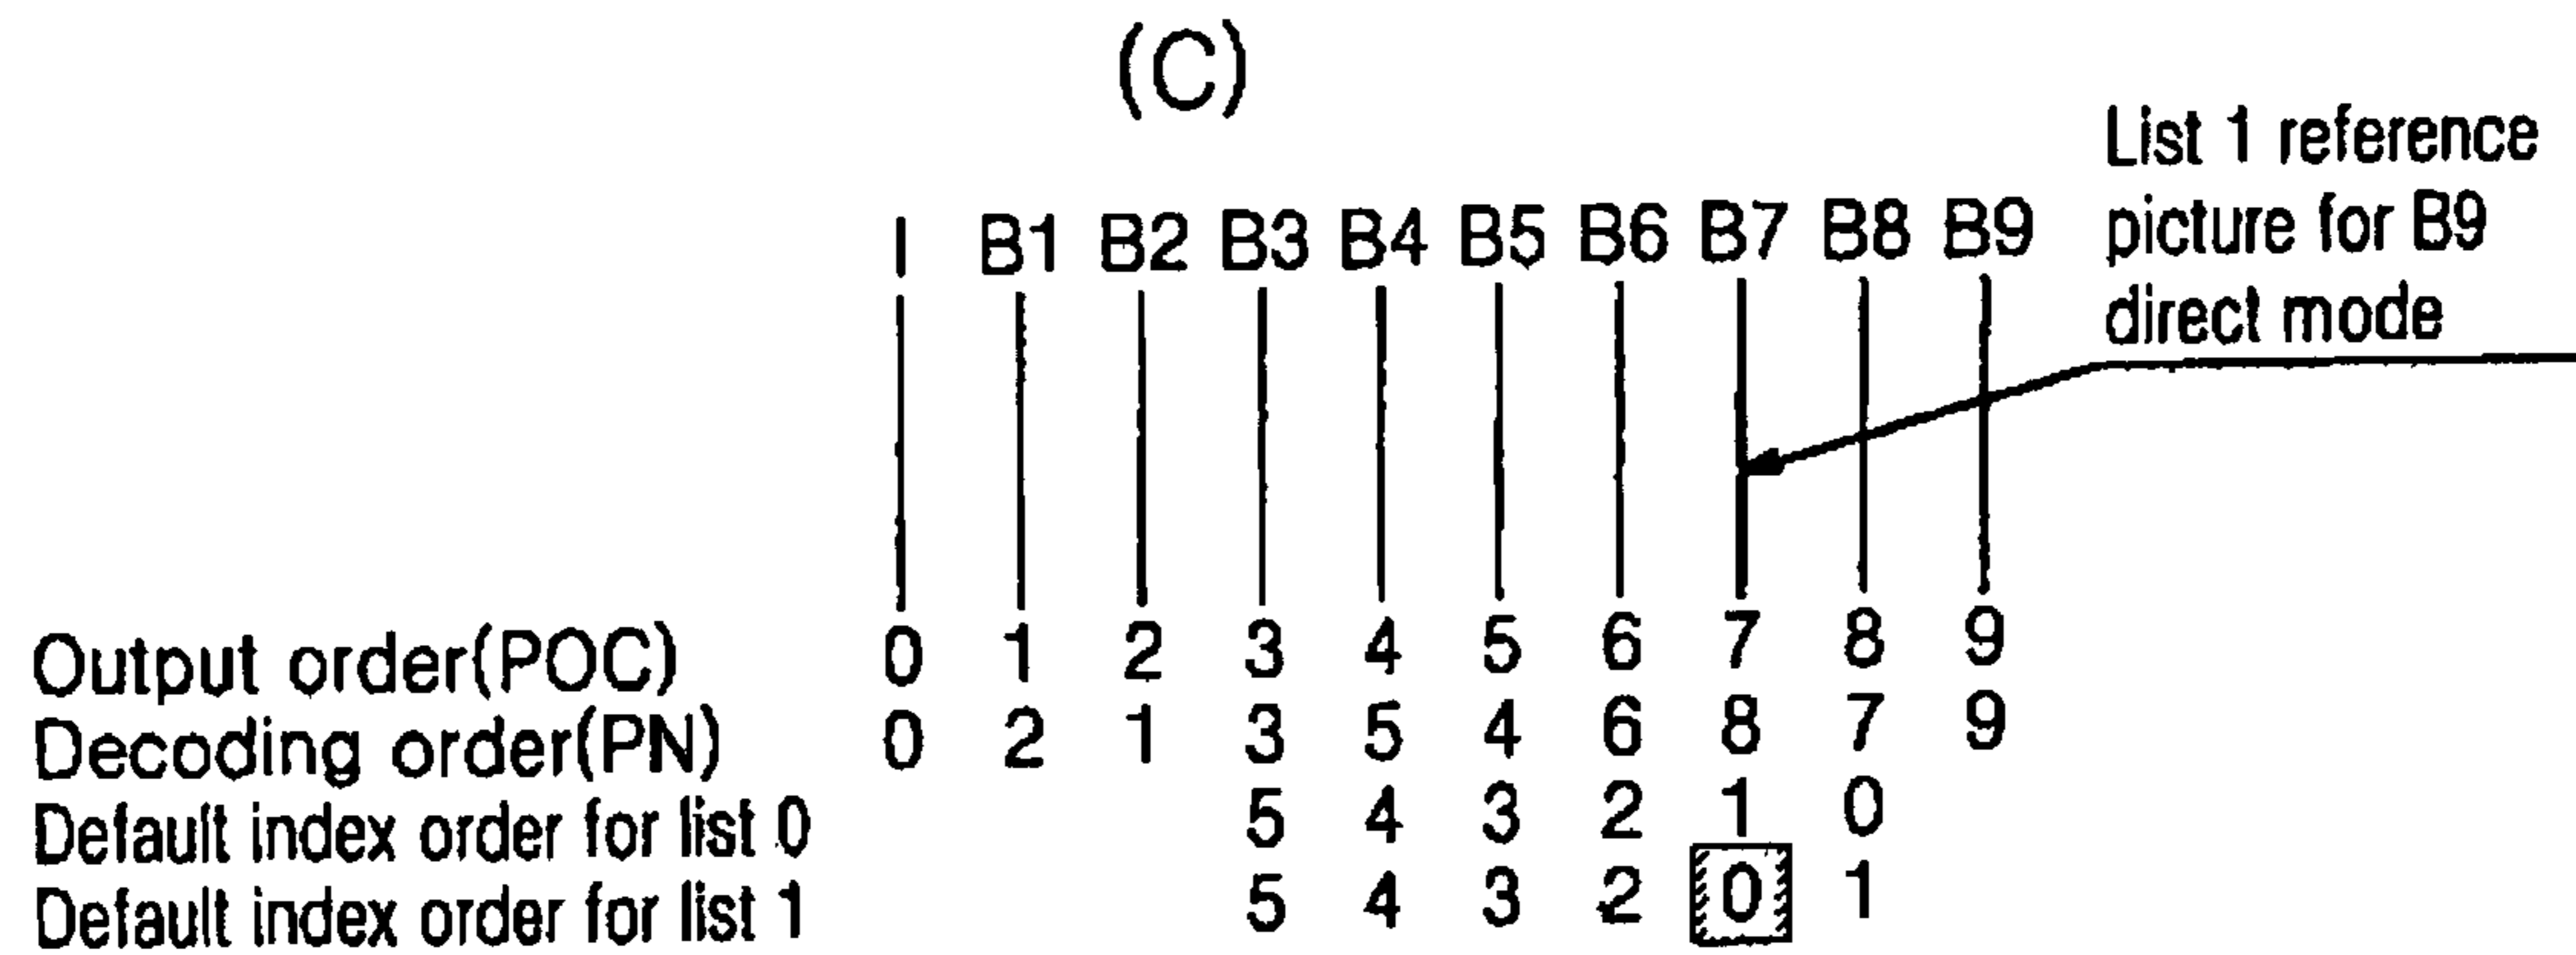 (C)
List 1 reference
picture for B9
direct mode
I B1 B2 B3 B4 B5 B6 B7 B8 B9
Output order(POC) 0 1 2 3 4 5 6 7 8 9
Decoding order(PN) 0 2 1 3 5 4 6 8 7 9
Default index order for list 0 5 4 3 2 1 0
Default index order for list 1 5 4 3 2 0 1